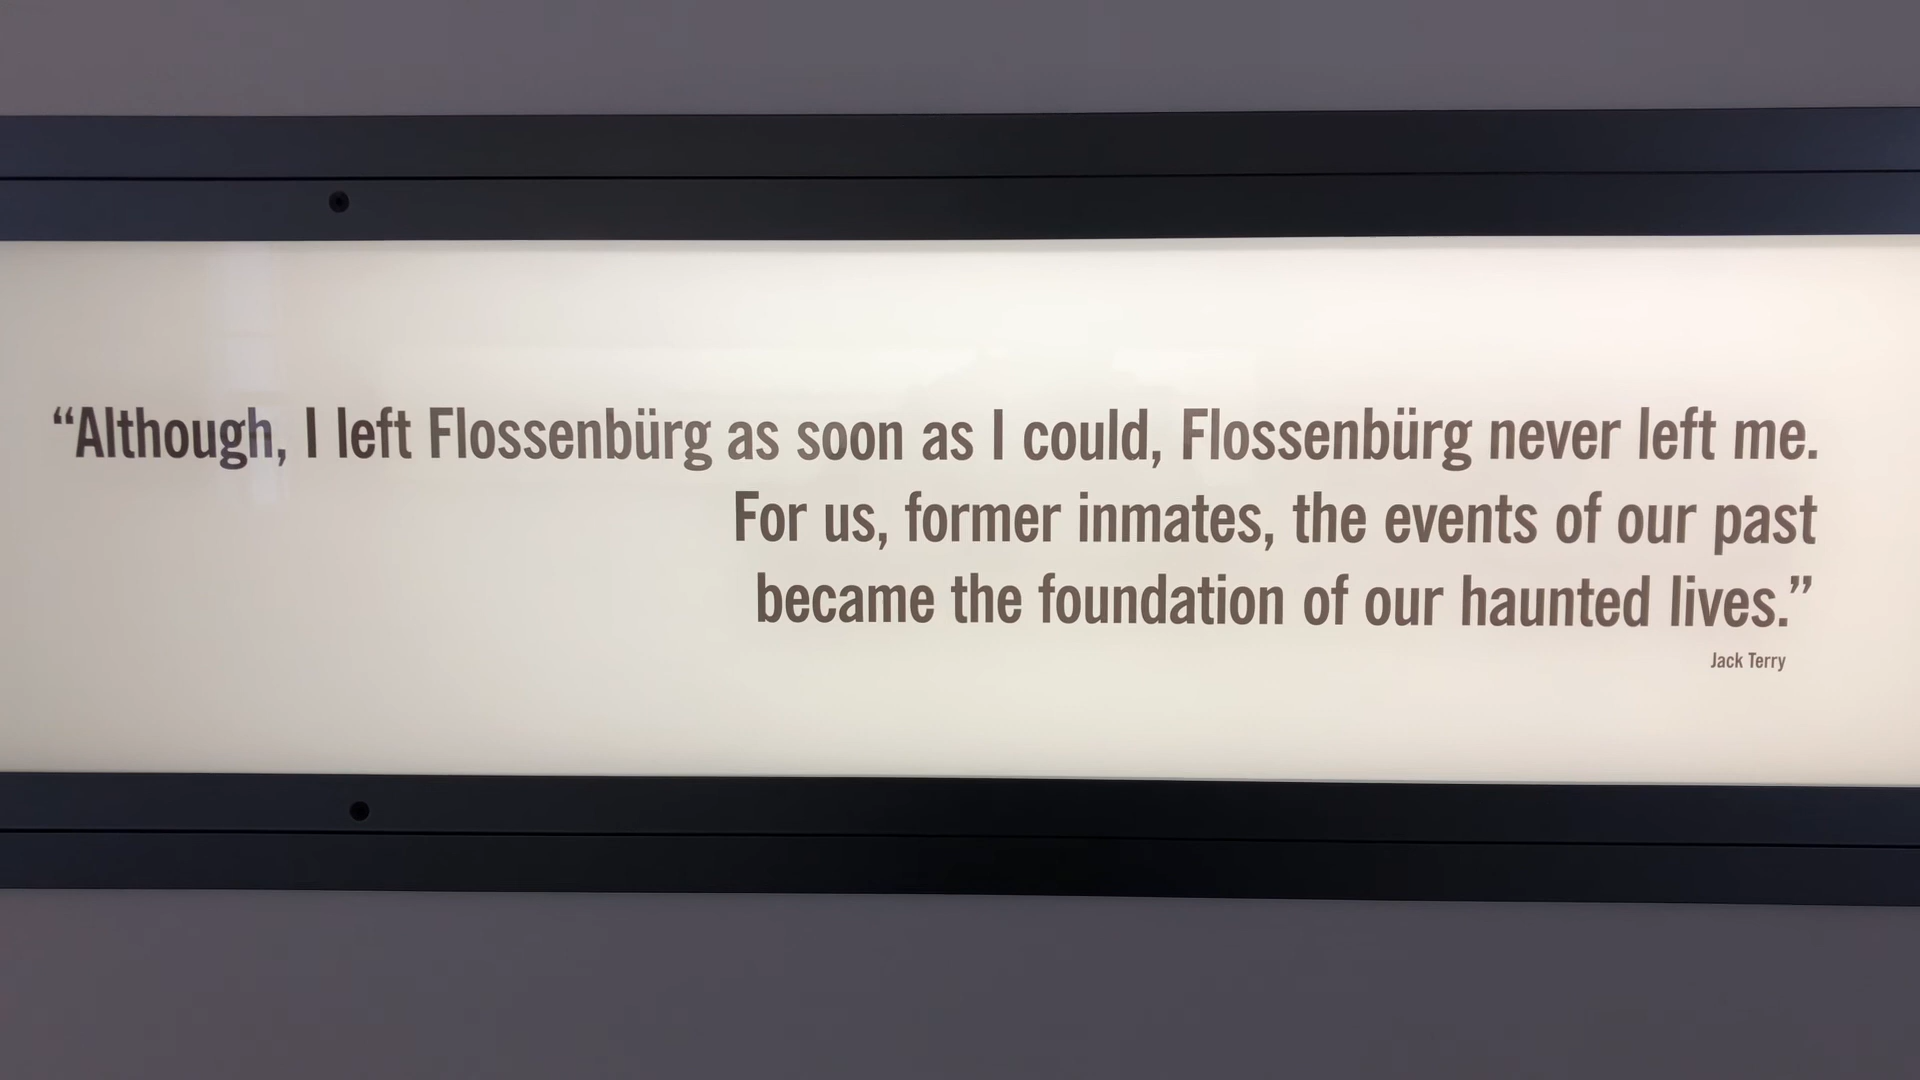 “Although, I left Flossenbürg as soon as I could, Flossenbürg never left me.
For us, former inmates, the events of our past
became the foundation of our haunted lives.”
Jack Terry